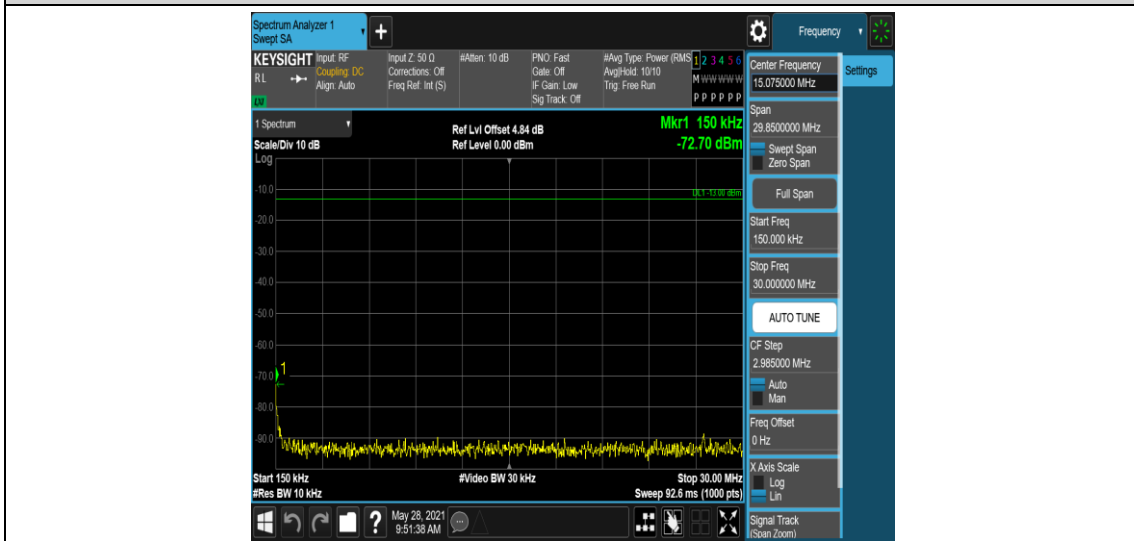 Spectrum Analyzer 1
Swept SA
+
Frequency
KEYSIGHT
RL
Input: RF
Coupling: DC
Align: Auto
Input Z: 50 Ω
Corrections: Off
Freq Ref: Int (S)
#Atten: 10 dB
PNO: Fast
Gate: Off
IF Gain: Low
Sig Track: Off
#Avg Type: Power (RMS
Avg|Hold: 10/10
Trig: Free Run
1 2 3 4 5 6
M W W W W W
P P P P P P
1 Spectrum
Scale/Div 10 dB
Log
Ref Lvl Offset 4.84 dB
Ref Level 0.00 dBm
Mkr1 150 kHz
-72.70 dBm
DL1 -13.00 dBm
-10.0
-20.0
-30.0
-40.0
-50.0
-60.0
-70.0
-80.0
-90.0
1
Start 150 kHz
#Res BW 10 kHz
#Video BW 30 kHz
Stop 30.00 MHz
Sweep 92.6 ms (1000 pts)
?
May 28, 2021
9:51:38 AM
Center Frequency
15.075000 MHz
Settings
Span
29.8500000 MHz
Swept Span
Zero Span
Full Span
Start Freq
150.000 kHz
Stop Freq
30.000000 MHz
AUTO TUNE
CF Step
2.985000 MHz
Auto
Man
Freq Offset
0 Hz
X Axis Scale
Log
Lin
Signal Track
(Span Zoom)